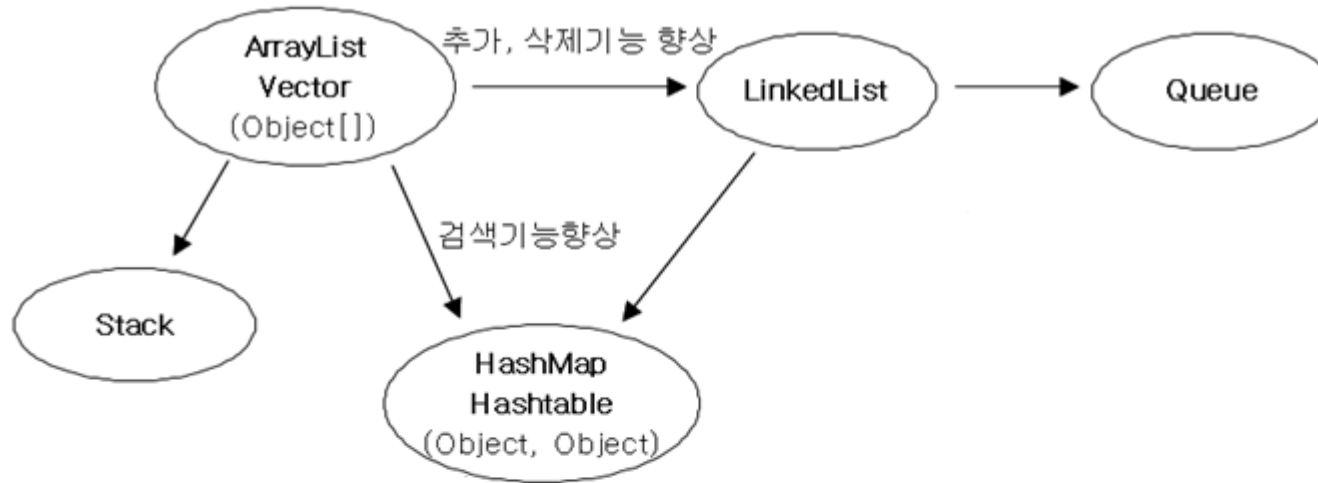 ArrayList
Vector
(Object[])
추가, 삭제기능 향상
LinkedList
Queue
검색기능향상
Stack
HashMap
Hashtable
(Object, Object)